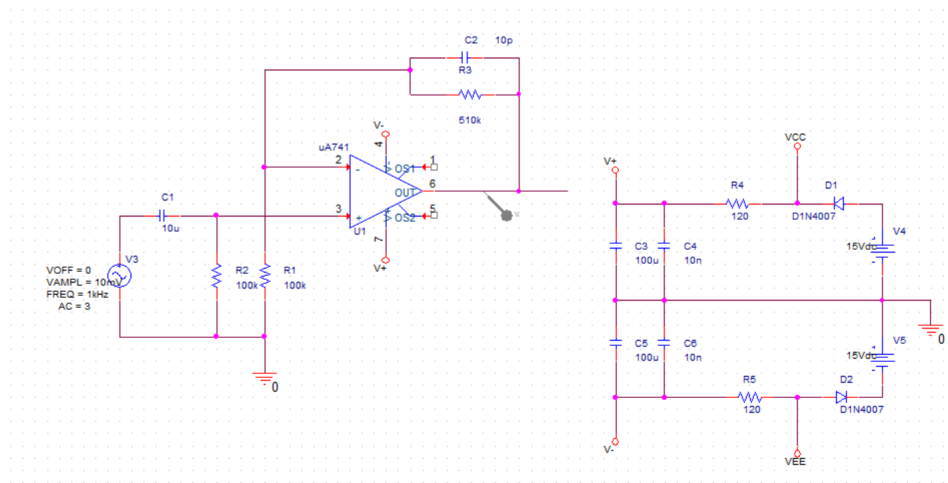 C2 10p
R3
510k
V-
4
uA741
2
-
OS1
1
OUT
6
3
+
OS2
5
U1
7
V+
C1
10u
V3
VOFF = 0
VAMPL = 10mV
FREQ = 1kHz
AC = 3
R2
100k
R1
100k
0
VCC
V+
R4
120
D1
D1N4007
V4
15Vdc
C3
100u
C4
10n
0
V5
15Vdc
C5
100u
C6
10n
R5
120
D2
D1N4007
V-
VEE